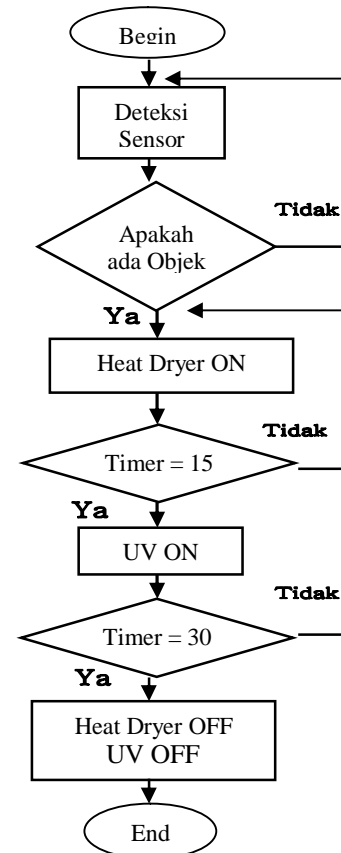 Begin
Deteksi
Sensor
Tidak
Apakah
ada Objek
Ya
Heat Dryer ON
Tidak
Timer = 15
Ya
UV ON
Tidak
Timer = 30
Ya
Heat Dryer OFF
UV OFF
End